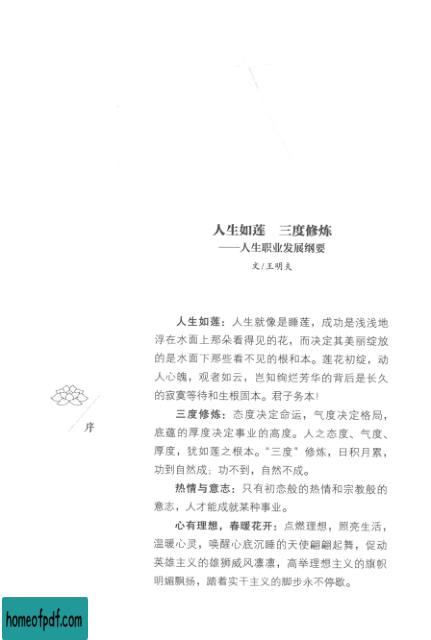 人生如莲 三度修炼
——人生职业发展纲要
文/王明夫
人生如莲：人生就像是睡莲，成功是浅浅地
浮在水面上那朵看得见的花，而决定其美丽绽放
的是水面下那些看不见的根和本。莲花初绽，动
人心魄，观者如云，岂知绚烂芳华的背后是长久
的寂寞等待和生根固本。君子务本！
三度修炼：态度决定命运，气度决定格局，
底蕴的厚度决定事业的高度。人之态度、气度、
厚度，犹如莲之根本。“三度”修炼，日积月累，
功到自然成；功不到，自然不成。
热情与意志：只有初恋般的热情和宗教般的
意志，人才能成就某种事业。
心有理想，春暖花开：点燃理想，照亮生活，
温暖心灵，唤醒心底沉睡的天使翩翩起舞，促动
英雄主义的雄狮威风凛凛，高举理想主义的旗帜
明媚飘扬，踏着实干主义的脚步永不停歇。
序
homeofpdf.com